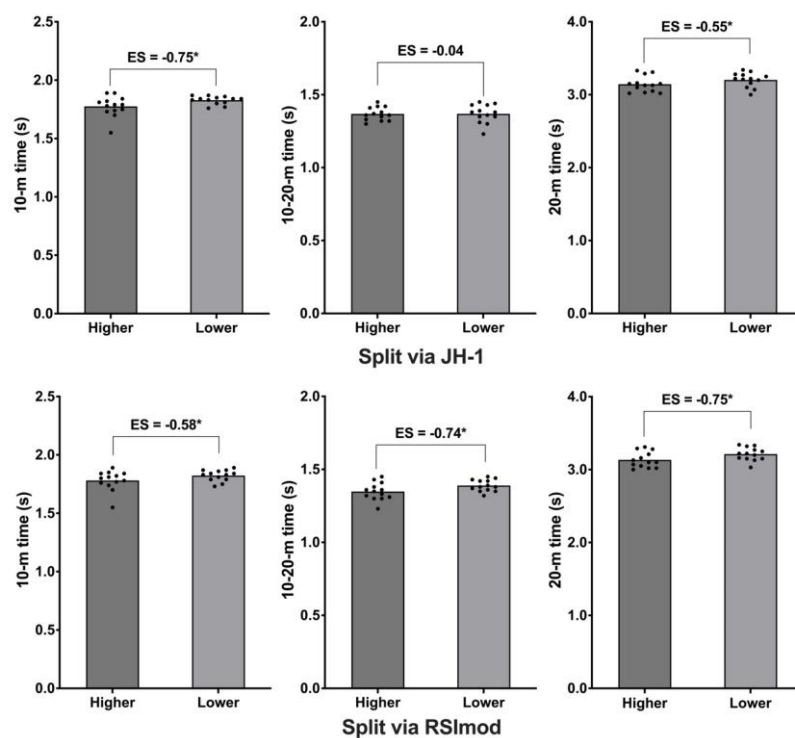 ES = -0.75*
10-m time (s)
2.5
2.0
1.5
1.0
0.5
0.0
Higher
Lower
ES = -0.04
10-20-m time (s)
2.0
1.5
1.0
0.5
0.0
Higher
Lower
ES = -0.55*
20-m time (s)
4.0
3.0
2.0
1.0
0.0
Higher
Lower
Split via JH-1
ES = -0.58*
10-m time (s)
2.5
2.0
1.5
1.0
0.5
0.0
Higher
Lower
ES = -0.74*
10-20-m time (s)
2.0
1.5
1.0
0.5
0.0
Higher
Lower
ES = -0.75*
20-m time (s)
4.0
3.0
2.0
1.0
0.0
Higher
Lower
Split via RSImod